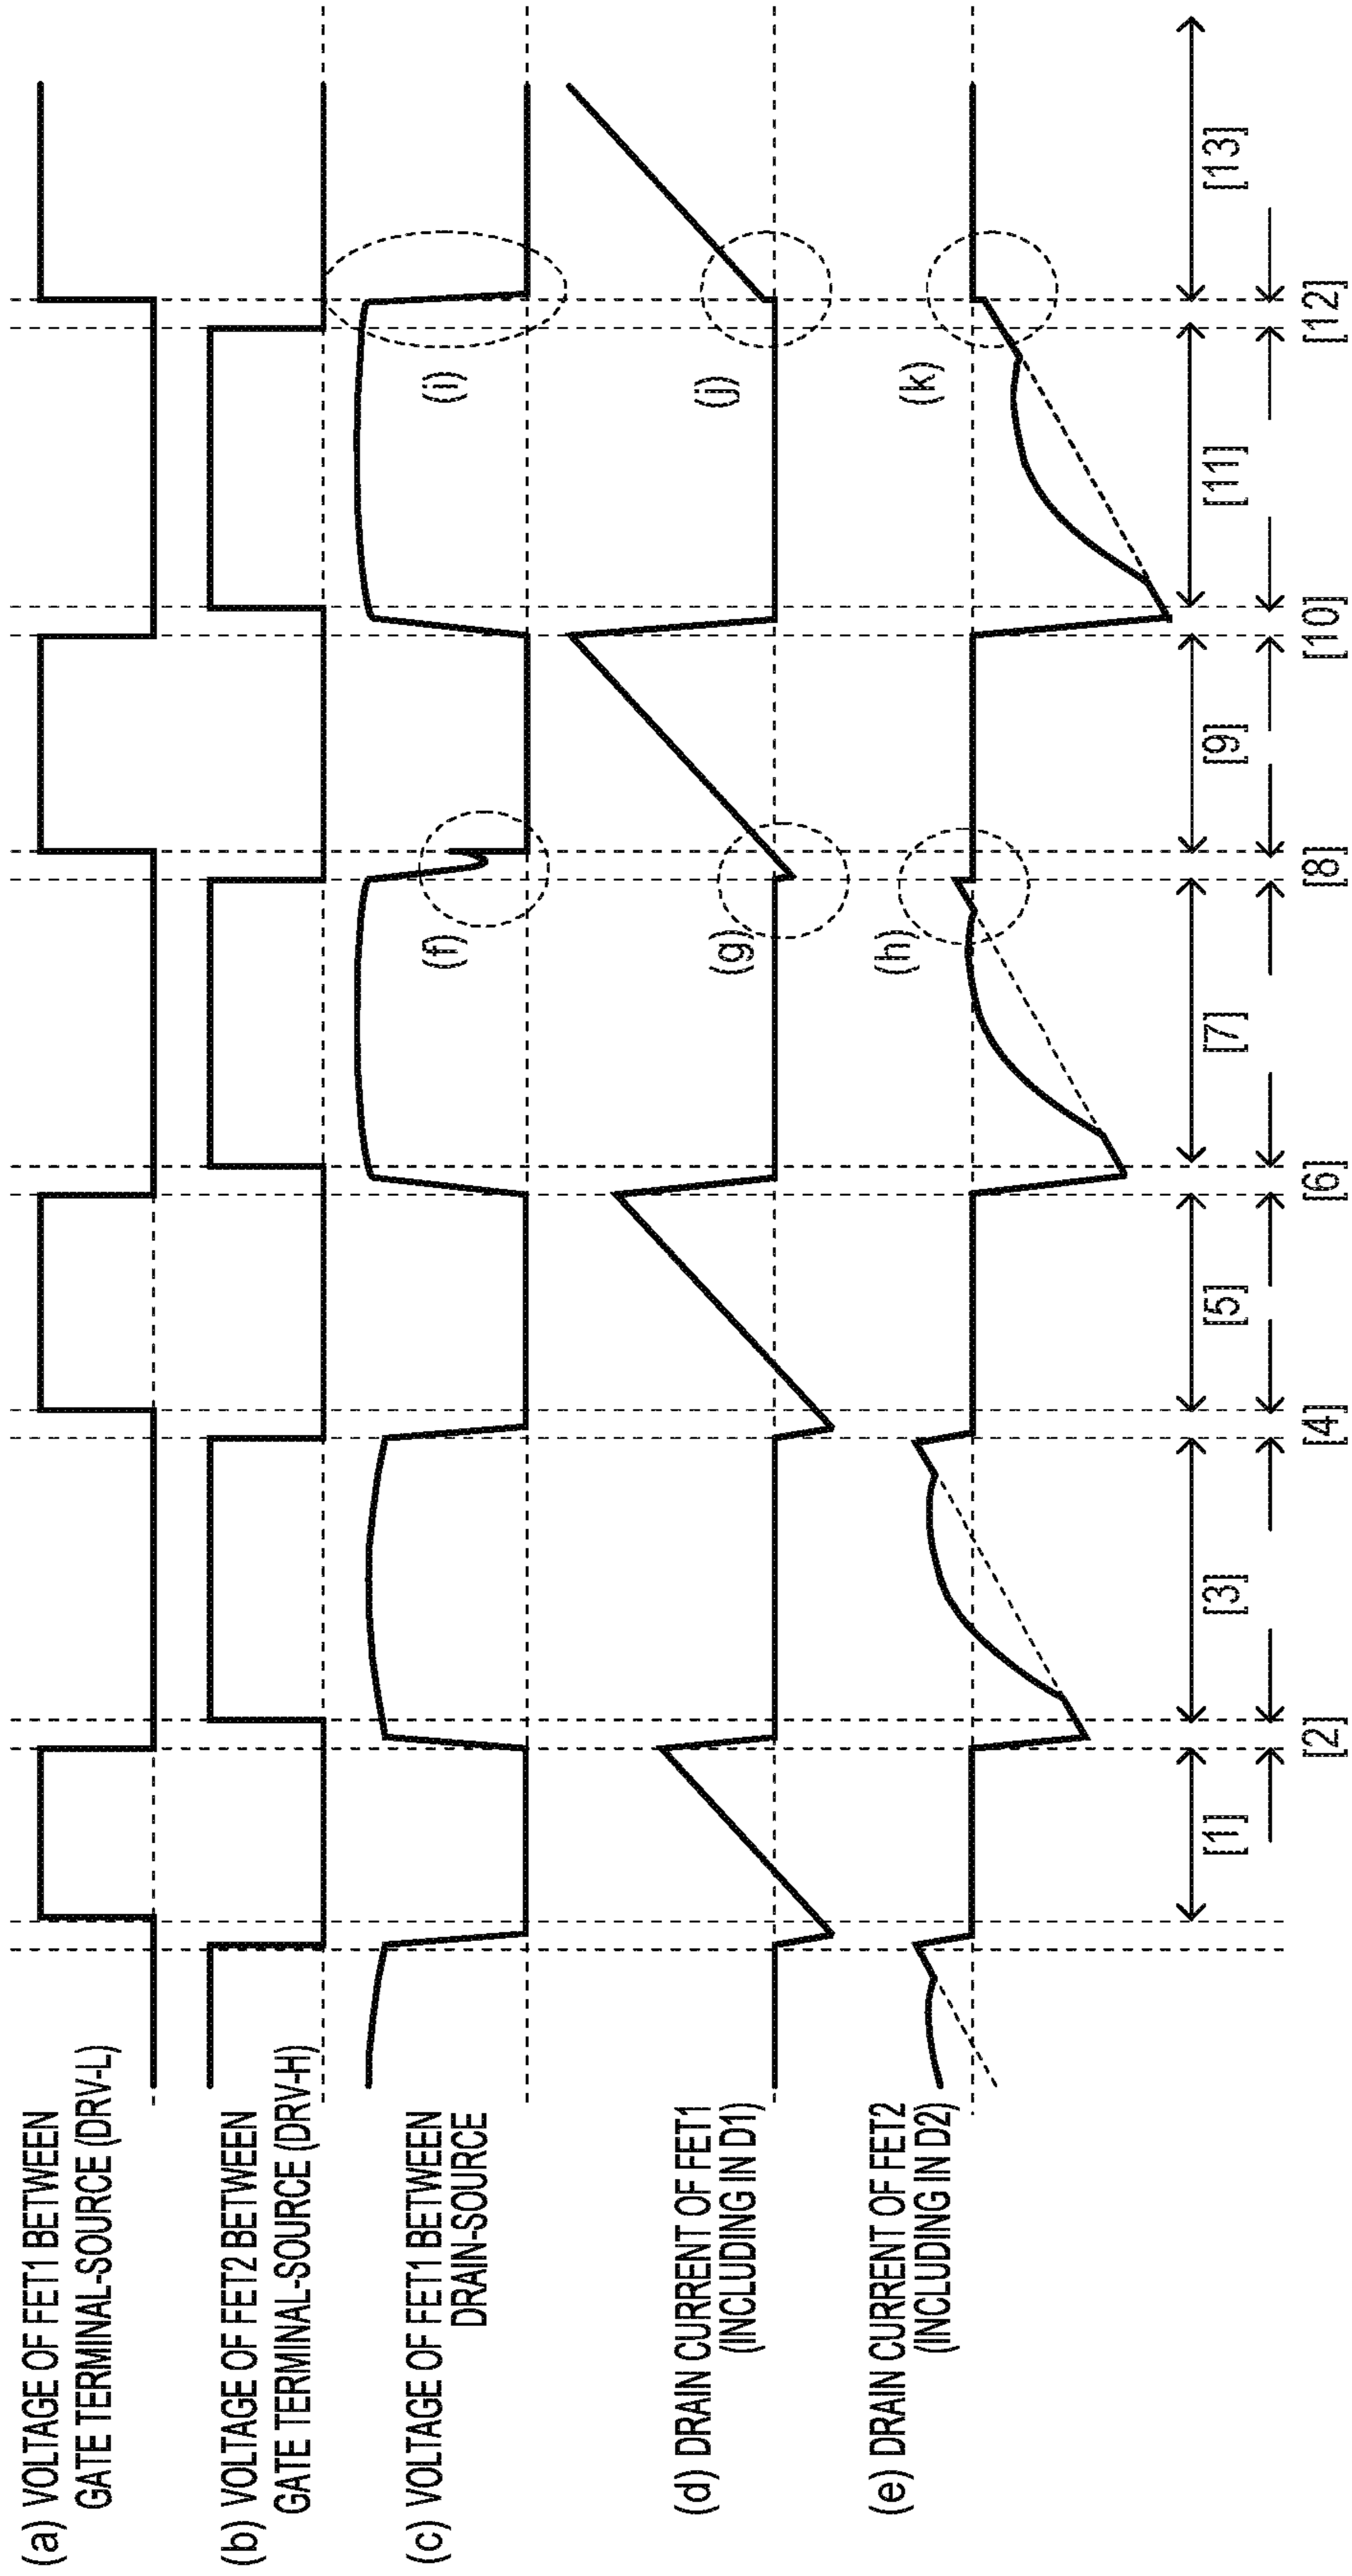 (a) VOLTAGE OF FET1 BETWEEN
GATE TERMINAL-SOURCE (DRV-L)
(b) VOLTAGE OF FET2 BETWEEN
GATE TERMINAL-SOURCE (DRV-H)
(c) VOLTAGE OF FET1 BETWEEN
DRAIN-SOURCE
(f)
(i)
(d) DRAIN CURRENT OF FET1
(INCLUDING IN D1)
(g)
(j)
(e) DRAIN CURRENT OF FET2
(INCLUDING IN D2)
(h)
(k)
[1]
[3]
[5]
[7]
[9]
[11]
[13]
[2]
[4]
[6]
[8]
[10]
[12]